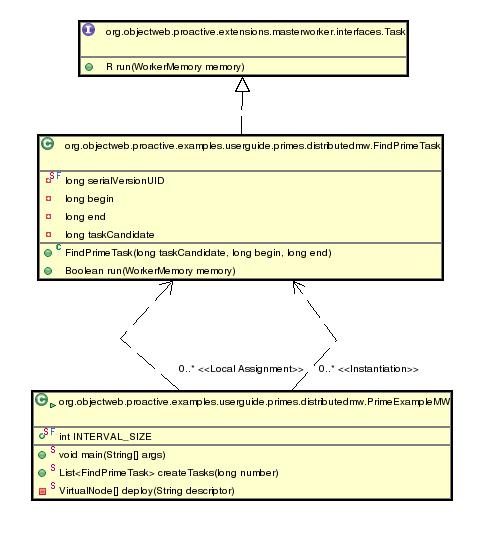 I org.objectweb.proactive.extensions.masterworker.interfaces.Task
R run(WorkerMemory memory)
C org.objectweb.proactive.examples.userguide.primes.distributedmw.FindPrimeTask
S F long serialVersionUID
long begin
long end
long taskCandidate
C FindPrimeTask(long taskCandidate, long begin, long end)
Boolean run(WorkerMemory memory)
0..* <<Local Assignment>> 0..* <<Instantiation>>
C org.objectweb.proactive.examples.userguide.primes.distributedmw.PrimeExampleMW
S F int INTERVAL_SIZE
S void main(String[] args)
S List<FindPrimeTask> createTasks(long number)
S VirtualNode[] deploy(String descriptor)